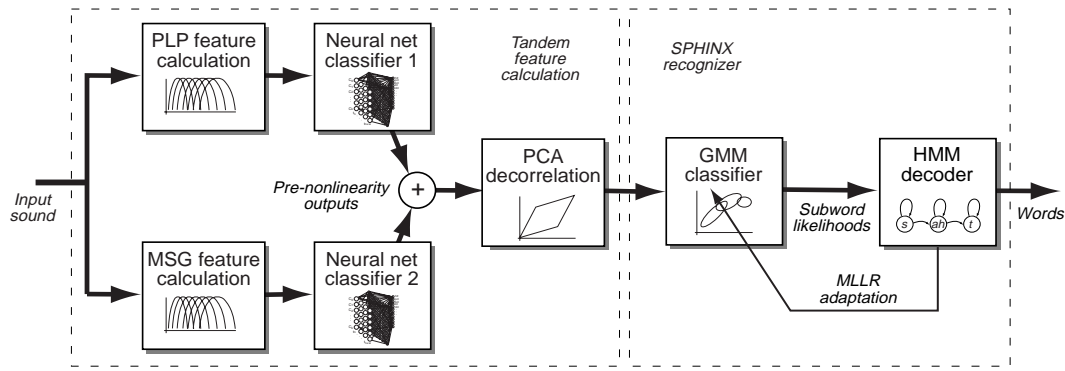 PLP feature
calculation
Neural net
classifier 1
Tandem
feature
calculation
SPHINX
recognizer
Input
sound
Pre-nonlinearity
outputs
+
PCA
decorrelation
GMM
classifier
Subword
likelihoods
HMM
decoder
s ah t
Words
MSG feature
calculation
Neural net
classifier 2
MLLR
adaptation